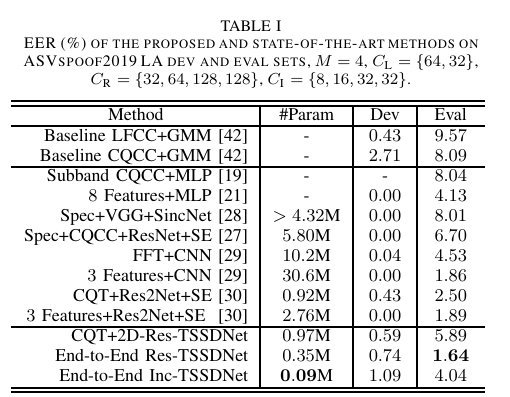 TABLE I
EER (%) OF THE PROPOSED AND STATE-OF-THE-ART METHODS ON
ASVSPOOF2019 LA DEV AND EVAL SETS, M = 4, C_L = {64, 32},
C_R = {32, 64, 128, 128}, C_I = {8, 16, 32, 32}.
Method #Param Dev Eval
Baseline LFCC+GMM [42] - 0.43 9.57
Baseline CQCC+GMM [42] - 2.71 8.09
Subband CQCC+MLP [19] - - 8.04
8 Features+MLP [21] - 0.00 4.13
Spec+VGG+SincNet [28] > 4.32M 0.00 8.01
Spec+CQCC+ResNet+SE [27] 5.80M 0.00 6.70
FFT+CNN [29] 10.2M 0.04 4.53
3 Features+CNN [29] 30.6M 0.00 1.86
CQT+Res2Net+SE [30] 0.92M 0.43 2.50
3 Features+Res2Net+SE [30] 2.76M 0.00 1.89
CQT+2D-Res-TSSDNet 0.97M 0.59 5.89
End-to-End Res-TSSDNet 0.35M 0.74 1.64
End-to-End Inc-TSSDNet 0.09M 1.09 4.04